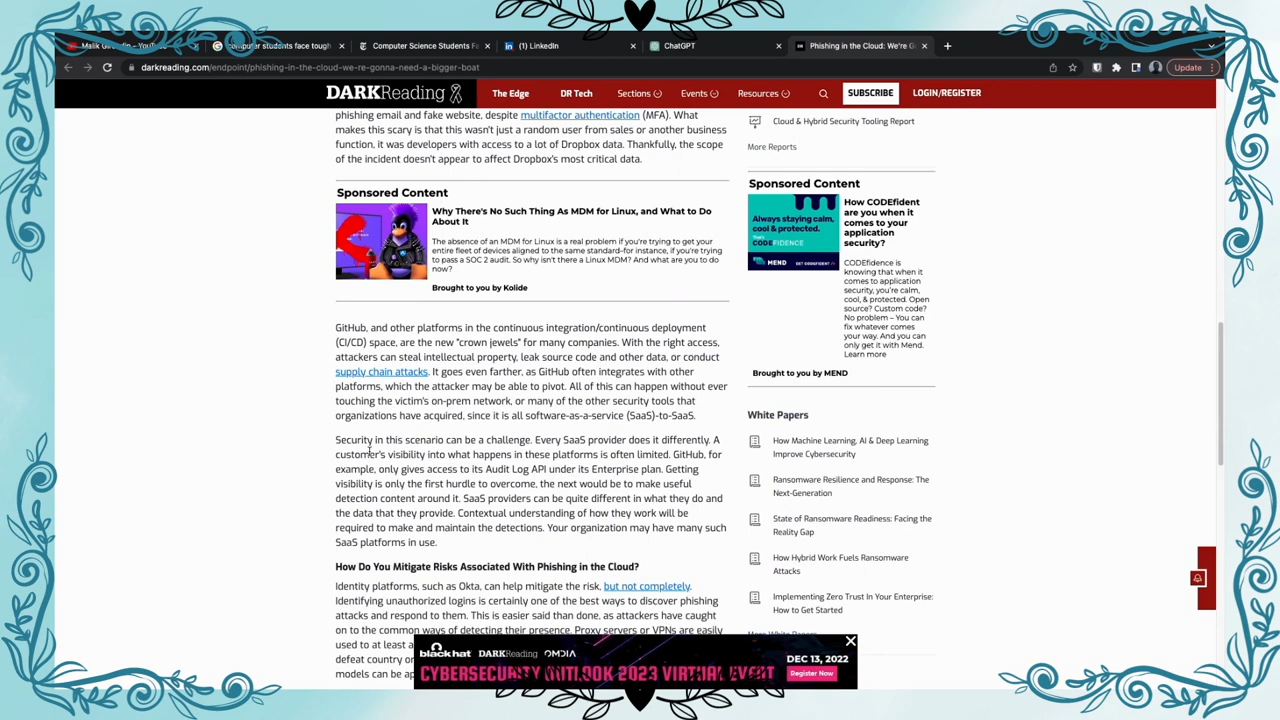 Malik Girondin – YouTube
computer students face tough
Computer Science Students Fa
(1) LinkedIn
ChatGPT
Phishing in the Cloud: We're G
darkreading.com/endpoint/phishing-in-the-cloud-we-re-gonna-need-a-bigger-boat
Update
DARKReading
The Edge
DR Tech
Sections
Events
Resources
SUBSCRIBE
LOGIN/REGISTER
phishing email and fake website, despite multifactor authentication (MFA). What
makes this scary is that this wasn't just a random user from sales or another business
function, it was developers with access to a lot of Dropbox data. Thankfully, the scope
of the incident doesn't appear to affect Dropbox's most critical data.
Sponsored Content
Why There's No Such Thing As MDM for Linux, and What to Do
About It
The absence of an MDM for Linux is a real problem if you're trying to get your
entire fleet of devices aligned to the same standard–for instance, if you're trying
to pass a SOC 2 audit. So why isn't there a Linux MDM? And what are you to do
now?
Brought to you by Kolide
GitHub, and other platforms in the continuous integration/continuous deployment
(CI/CD) space, are the new "crown jewels" for many companies. With the right access,
attackers can steal intellectual property, leak source code and other data, or conduct
supply chain attacks. It goes even farther, as GitHub often integrates with other
platforms, which the attacker may be able to pivot. All of this can happen without ever
touching the victim's on-prem network, or many of the other security tools that
organizations have acquired, since it is all software-as-a-service (SaaS)-to-SaaS.
Security in this scenario can be a challenge. Every SaaS provider does it differently. A
customer's visibility into what happens in these platforms is often limited. GitHub, for
example, only gives access to its Audit Log API under its Enterprise plan. Getting
visibility is only the first hurdle to overcome, the next would be to make useful
detection content around it. SaaS providers can be quite different in what they do and
the data that they provide. Contextual understanding of how they work will be
required to make and maintain the detections. Your organization may have many such
SaaS platforms in use.
How Do You Mitigate Risks Associated With Phishing in the Cloud?
Identity platforms, such as Okta, can help mitigate the risk, but not completely.
Identifying unauthorized logins is certainly one of the best ways to discover phishing
attacks and respond to them. This is easier said than done, as attackers have caught
on to the common ways of detecting their presence. Proxy servers or VPNs are easily
used to at least a
defeat country or
models can be ap
Cloud & Hybrid Security Tooling Report
More Reports
Sponsored Content
Always staying calm,
cool & protected.
That's
CODEFIDENCE
MEND
GET CODEFIDENT
How CODEfident
are you when it
comes to your
application
security?
CODEfidence is
knowing that when it
comes to application
security, you're calm,
cool, & protected. Open
source? Custom code?
No problem – You can
fix whatever comes
your way. And you can
only get it with Mend.
Learn more
Brought to you by MEND
White Papers
How Machine Learning, AI & Deep Learning
Improve Cybersecurity
Ransomware Resilience and Response: The
Next-Generation
State of Ransomware Readiness: Facing the
Reality Gap
How Hybrid Work Fuels Ransomware
Attacks
Implementing Zero Trust In Your Enterprise:
How to Get Started
More White Papers
black hat DARKReading OMDIA
CYBERSECURITY OUTLOOK 2023 VIRTUAL EVENT
DEC 13, 2022
Register Now